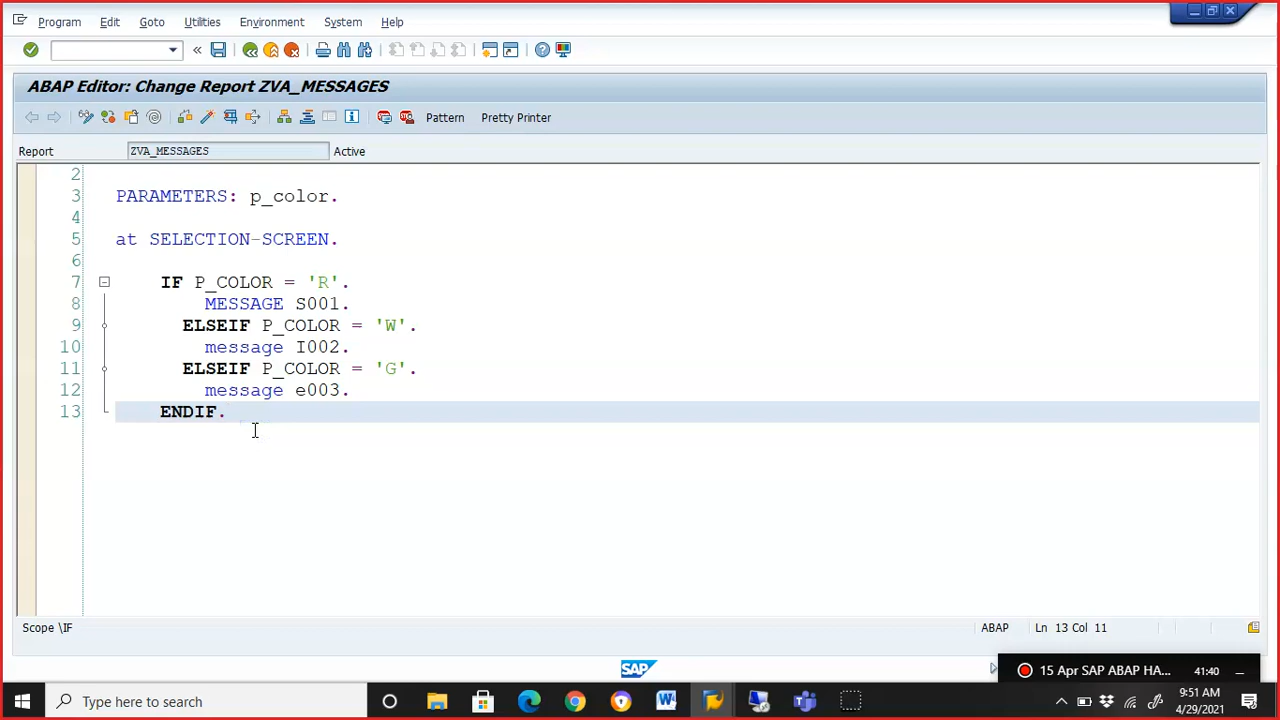 Program Edit Goto Utilities Environment System Help
ABAP Editor: Change Report ZVA_MESSAGES
Pattern Pretty Printer
Report ZVA_MESSAGES Active
2
3 PARAMETERS: p_color.
4
5 at SELECTION-SCREEN.
6
7 IF P_COLOR = 'R'.
8 MESSAGE S001.
9 ELSEIF P_COLOR = 'W'.
10 message I002.
11 ELSEIF P_COLOR = 'G'.
12 message e003.
13 ENDIF.
Scope \IF ABAP Ln 13 Col 11
SAP
15 Apr SAP ABAP HA... 41:40
Type here to search
9:51 AM
4/29/2021